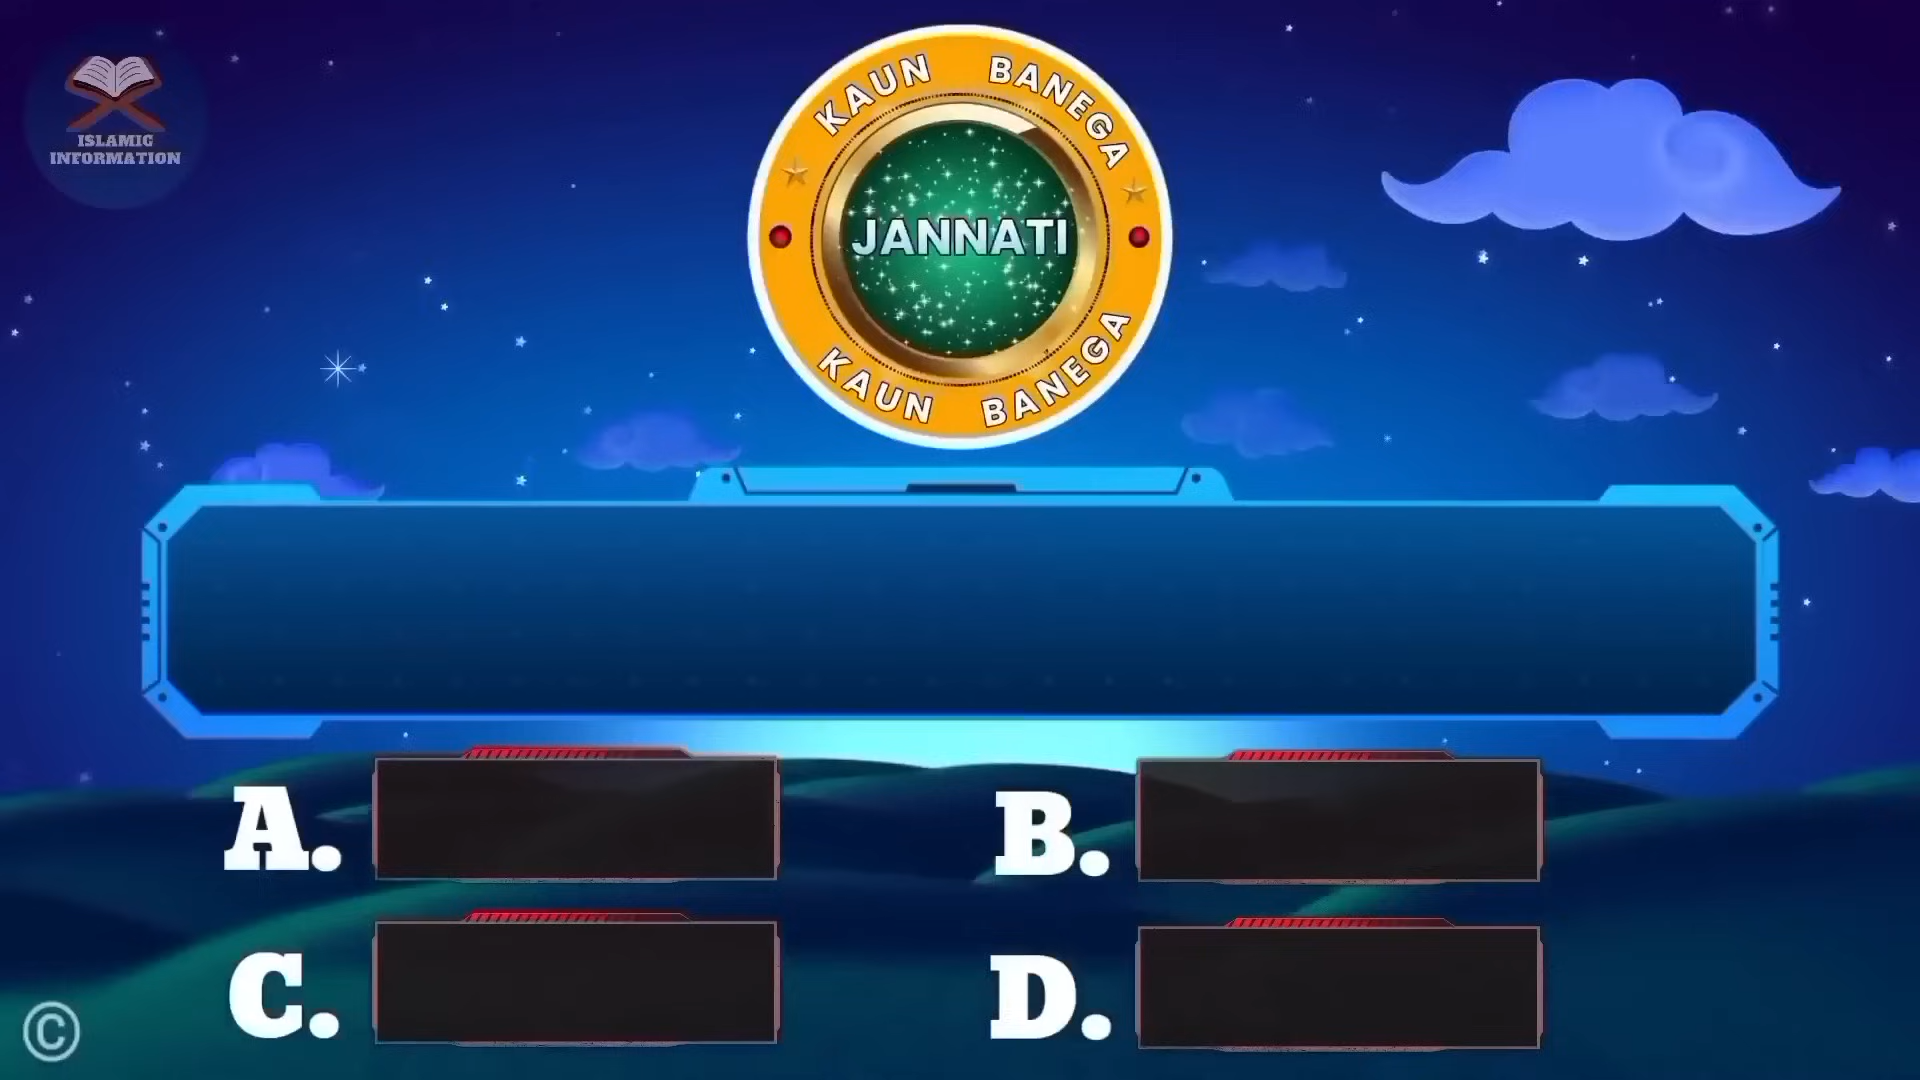 ISLAMIC
INFORMATION
KAUN BANEGA
JANNATI
KAUN BANEGA
A.
B.
C.
D.
©